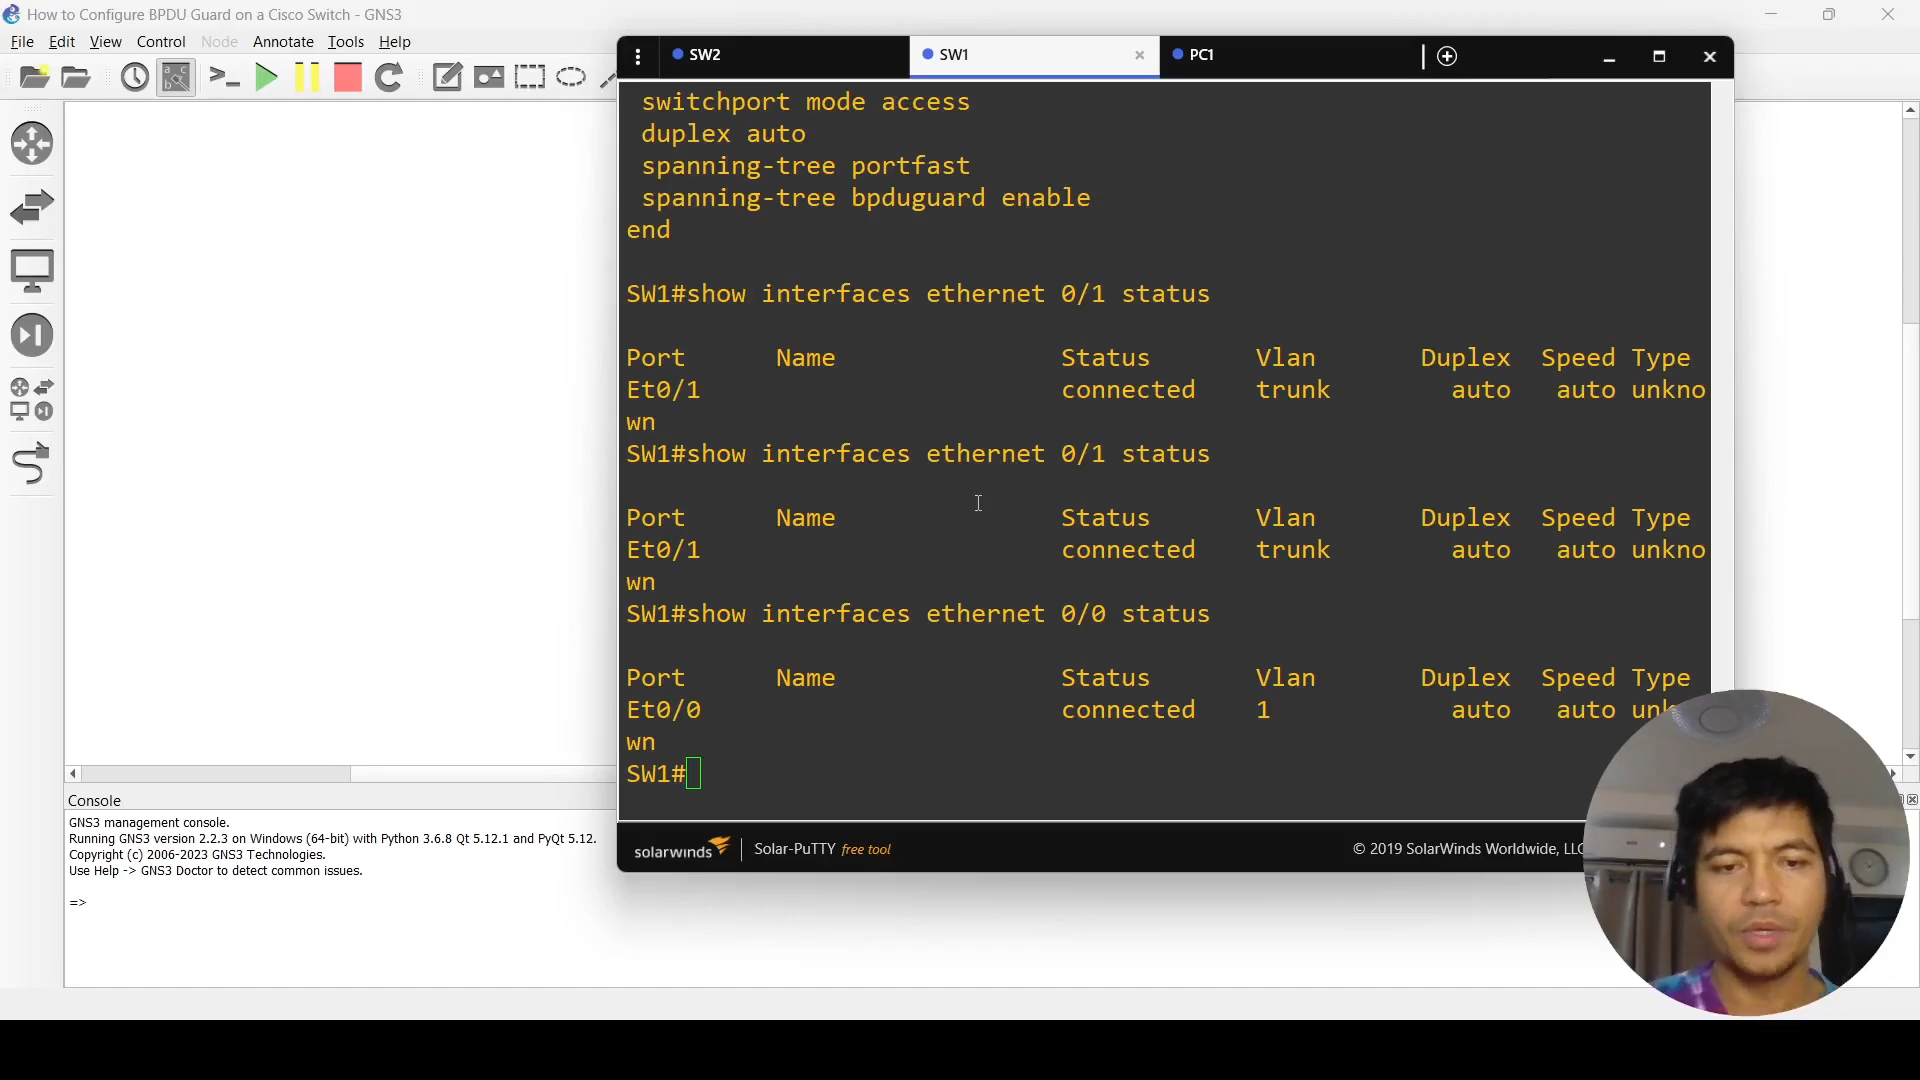 How to Configure BPDU Guard on a Cisco Switch - GNS3
File Edit View Control Node Annotate Tools Help
SW2 SW1 PC1
switchport mode access
duplex auto
spanning-tree portfast
spanning-tree bpduguard enable
end
SW1#show interfaces ethernet 0/1 status
Port Name Status Vlan Duplex Speed Type
Et0/1 connected trunk auto auto unkno
wn
SW1#show interfaces ethernet 0/1 status
Port Name Status Vlan Duplex Speed Type
Et0/1 connected trunk auto auto unkno
wn
SW1#show interfaces ethernet 0/0 status
Port Name Status Vlan Duplex Speed Type
Et0/0 connected 1 auto auto
wn
SW1#
solarwinds Solar-PuTTY free tool © 2019 SolarWinds Worldwide,
Console
GNS3 management console.
Running GNS3 version 2.2.3 on Windows (64-bit) with Python 3.6.8 Qt 5.12.1 and PyQt 5.12.
Copyright (c) 2006-2023 GNS3 Technologies.
Use Help -> GNS3 Doctor to detect common issues.
=>